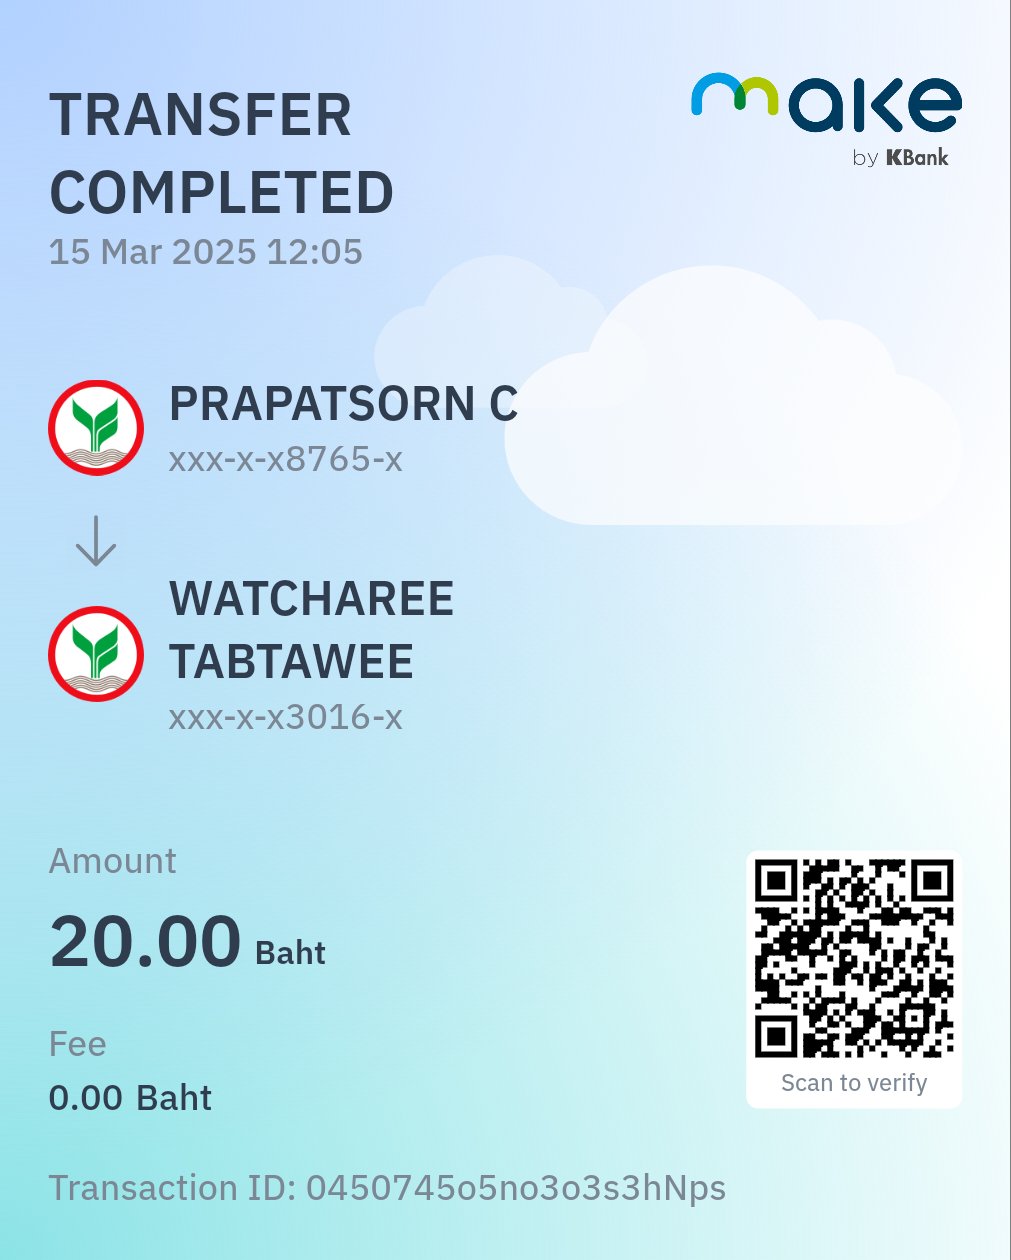 TRANSFER
COMPLETED
15 Mar 2025 12:05
make
by KBank
PRAPATSORN C
xxx-x-x8765-x
WATCHAREE
TABTAWEE
xxx-x-x3016-x
Amount
20.00 Baht
Fee
0.00 Baht
Scan to verify
Transaction ID: 0450745o5no3o3s3hNps